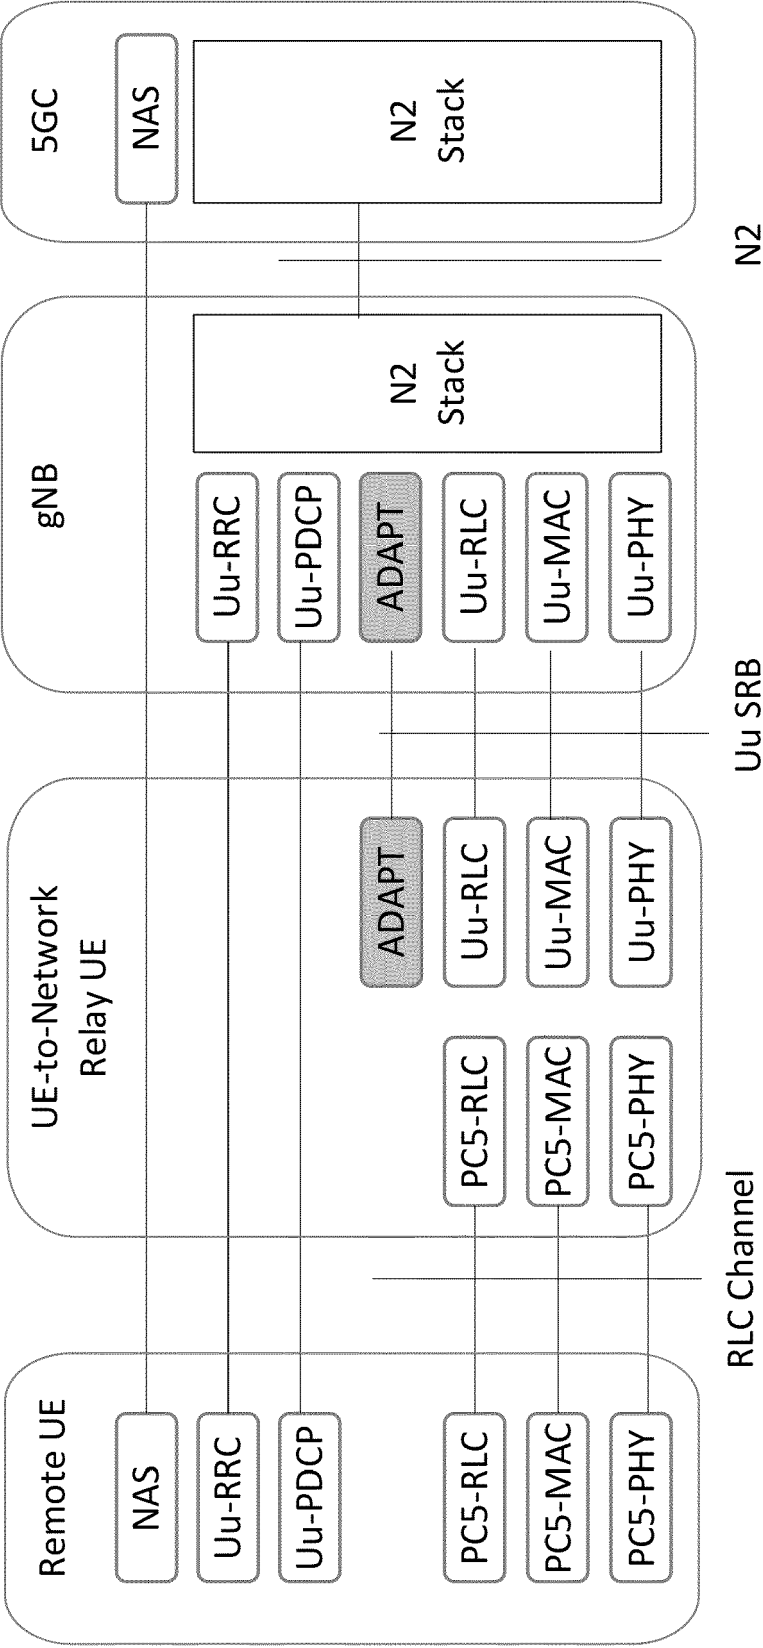 Remote UE
NAS
Uu-RRC
Uu-PDCP
PC5-RLC
PC5-MAC
PC5-PHY
RLC Channel
UE-to-Network
Relay UE
PC5-RLC
PC5-MAC
PC5-PHY
ADAPT
Uu-RLC
Uu-MAC
Uu-PHY
Uu SRB
gNB
Uu-RRC
Uu-PDCP
ADAPT
Uu-RLC
Uu-MAC
Uu-PHY
N2
Stack
N2
5GC
NAS
N2
Stack